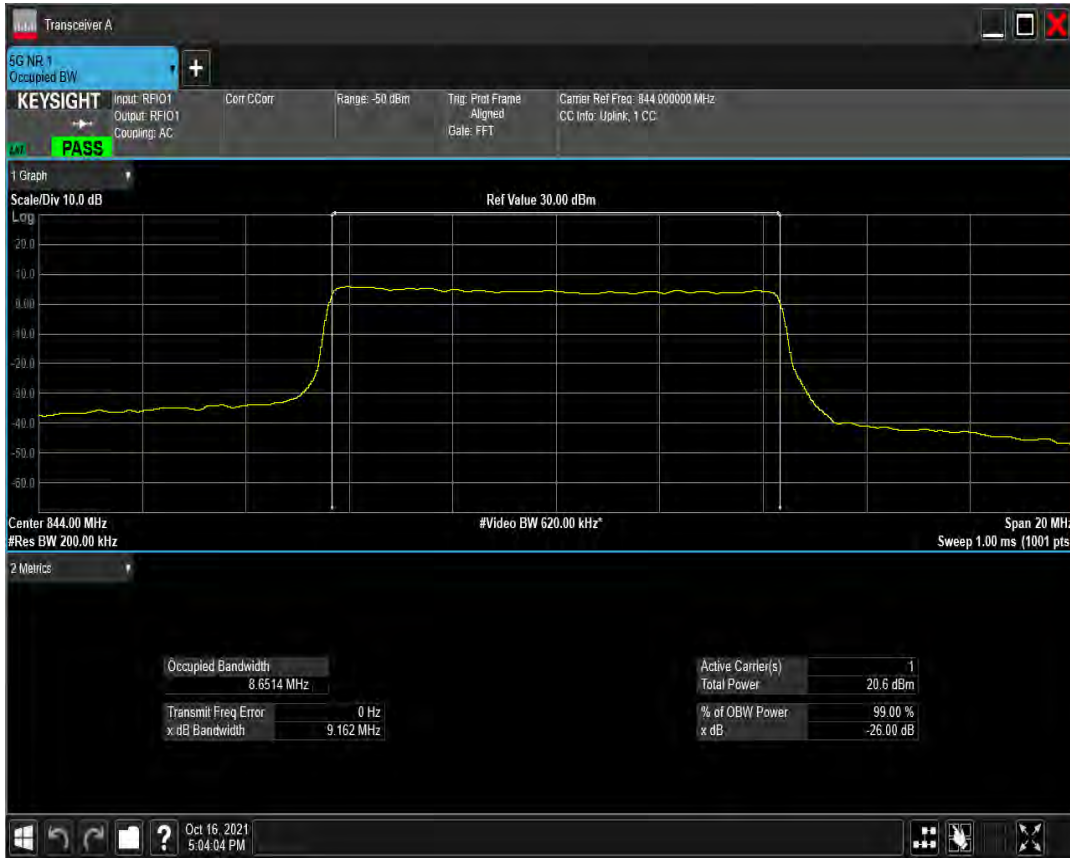 Transceiver A
5G NR 1
Occupied BW
+
KEYSIGHT
PASS
Input: RFIO1
Output: RFIO1
Coupling: AC
Corr CCorr
Range: -50 dBm
Trig: Prot Frame
Aligned
Gate: FFT
Carrier Ref Freq: 844.000000 MHz
CC Info: Uplink, 1 CC
1 Graph
Scale/Div 10.0 dB
Ref Value 30.00 dBm
Log
20.0
10.0
0.00
-10.0
-20.0
-30.0
-40.0
-50.0
-60.0
Center 844.00 MHz
#Video BW 620.00 kHz*
Span 20 MHz
#Res BW 200.00 kHz
Sweep 1.00 ms (1001 pts
2 Metrics
Occupied Bandwidth
8.6514 MHz
Transmit Freq Error 0 Hz
x dB Bandwidth 9.162 MHz
Active Carrier(s) 1
Total Power 20.6 dBm
% of OBW Power 99.00 %
x dB -26.00 dB
?
Oct 16, 2021
5:04:04 PM